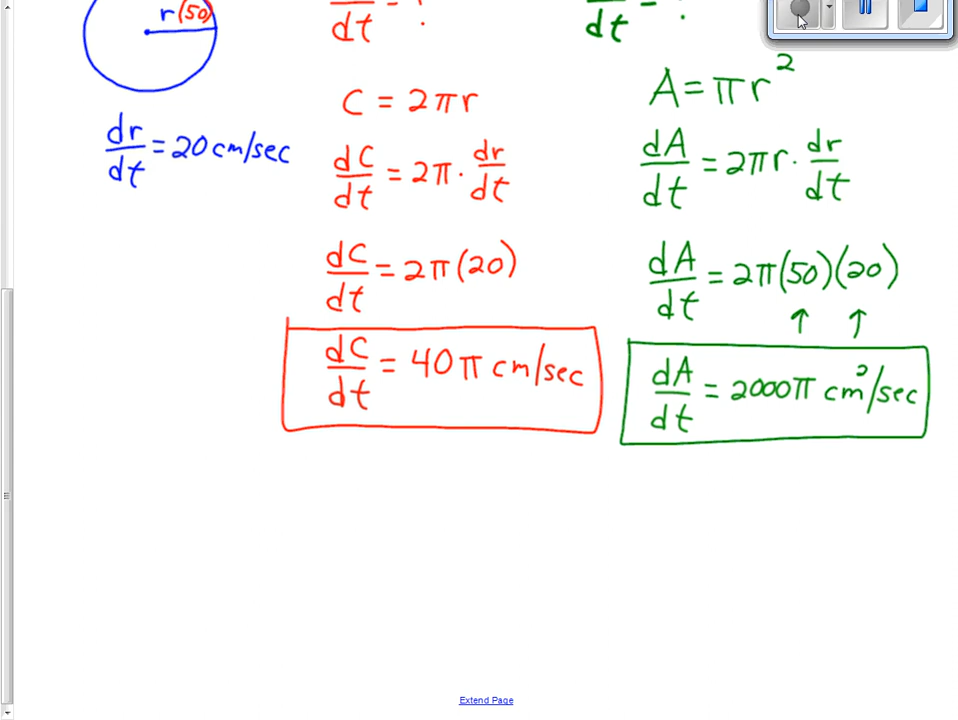 r(50)
dr/dt = 20 cm/sec
/dt = ?
C = 2πr
dC/dt = 2π · dr/dt
dC/dt = 2π(20)
dC/dt = 40π cm/sec
/dt = ?
A = πr²
dA/dt = 2πr · dr/dt
dA/dt = 2π(50)(20)
↑ ↑
dA/dt = 2000π cm²/sec
Extend Page